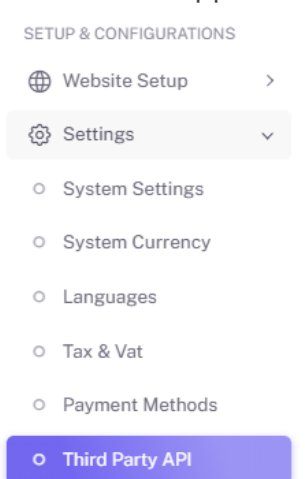 SETUP & CONFIGURATIONS
Website Setup
Settings
System Settings
System Currency
Languages
Tax & Vat
Payment Methods
Third Party API